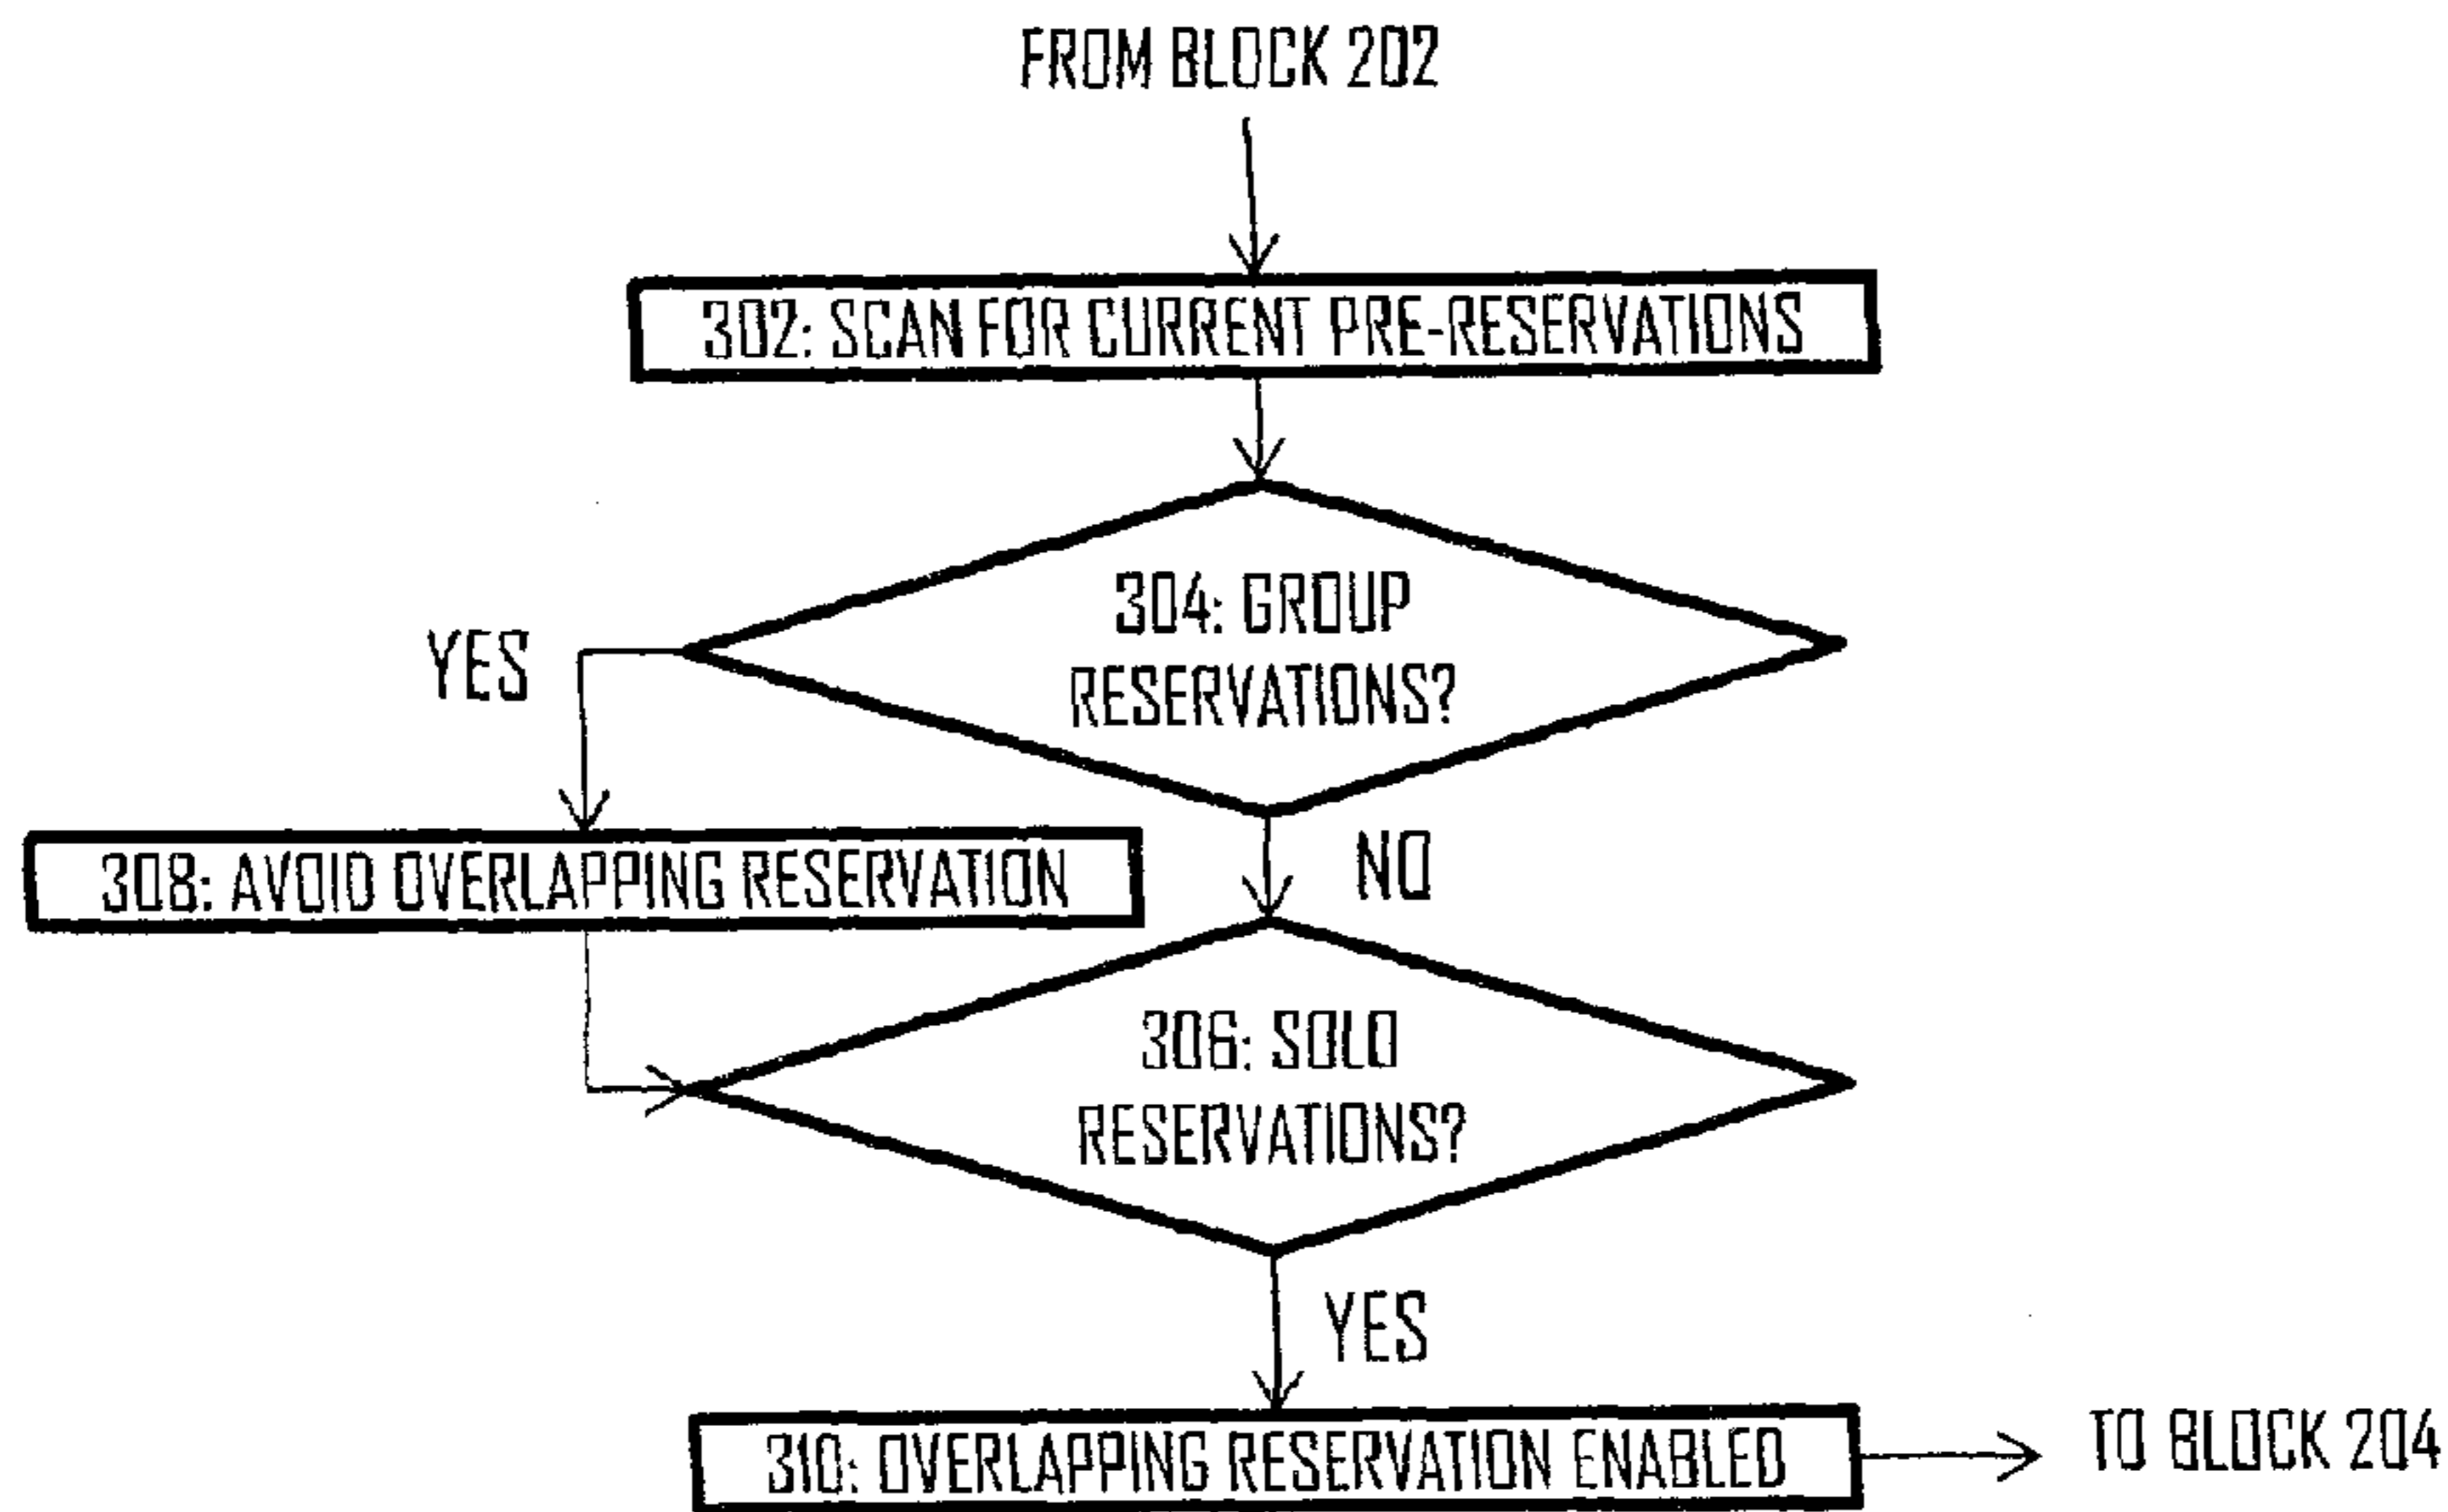 FROM BLOCK 202
302: SCAN FOR CURRENT PRE-RESERVATIONS
304: GROUP
RESERVATIONS?
YES
NO
308: AVOID OVERLAPPING RESERVATION
306: SOLO
RESERVATIONS?
YES
310: OVERLAPPING RESERVATION ENABLED
TO BLOCK 204